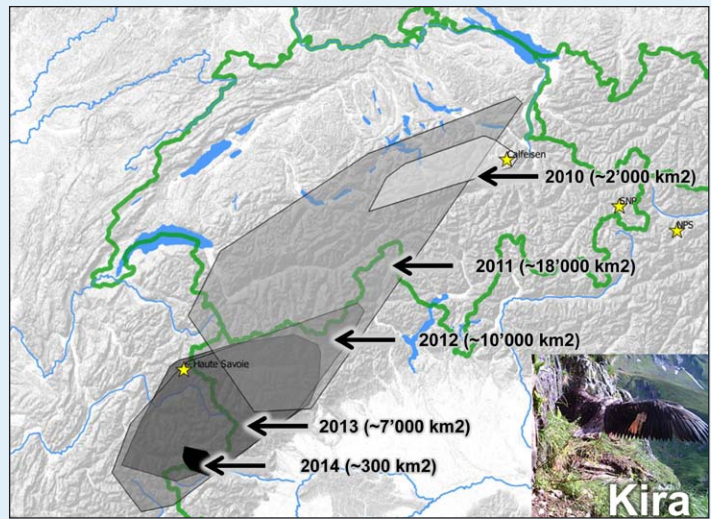 Calfeisen
2010 (~2'000 km2)
SNP
NPS
2011 (~18'000 km2)
2012 (~10'000 km2)
Haute Savoie
2013 (~7'000 km2)
2014 (~300 km2)
Kira